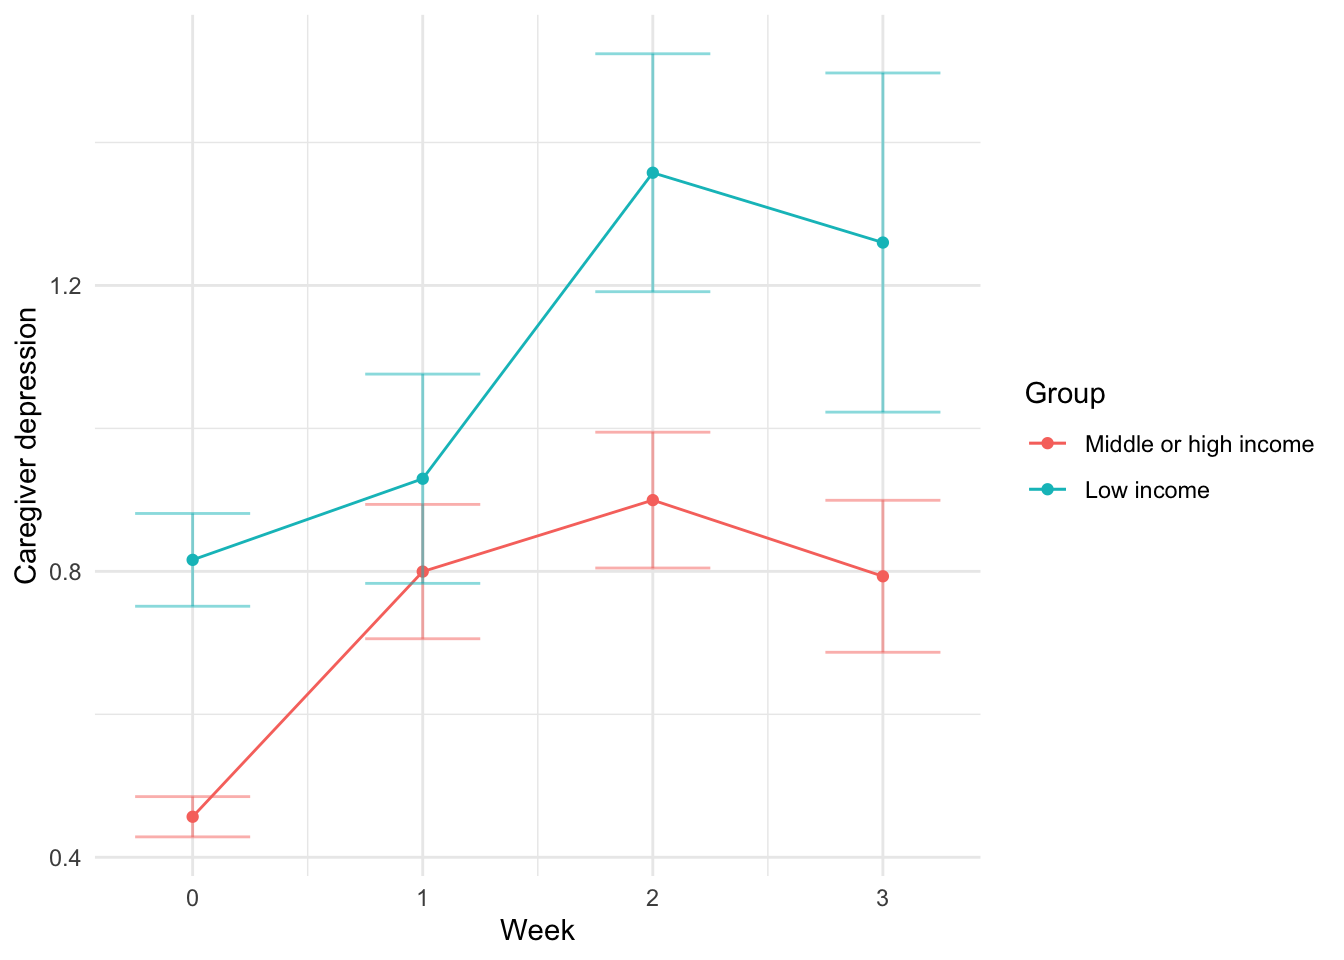 Caregiver depression
1.2
0.8
0.4
0 1 2 3
Week
Group
Middle or high income
Low income